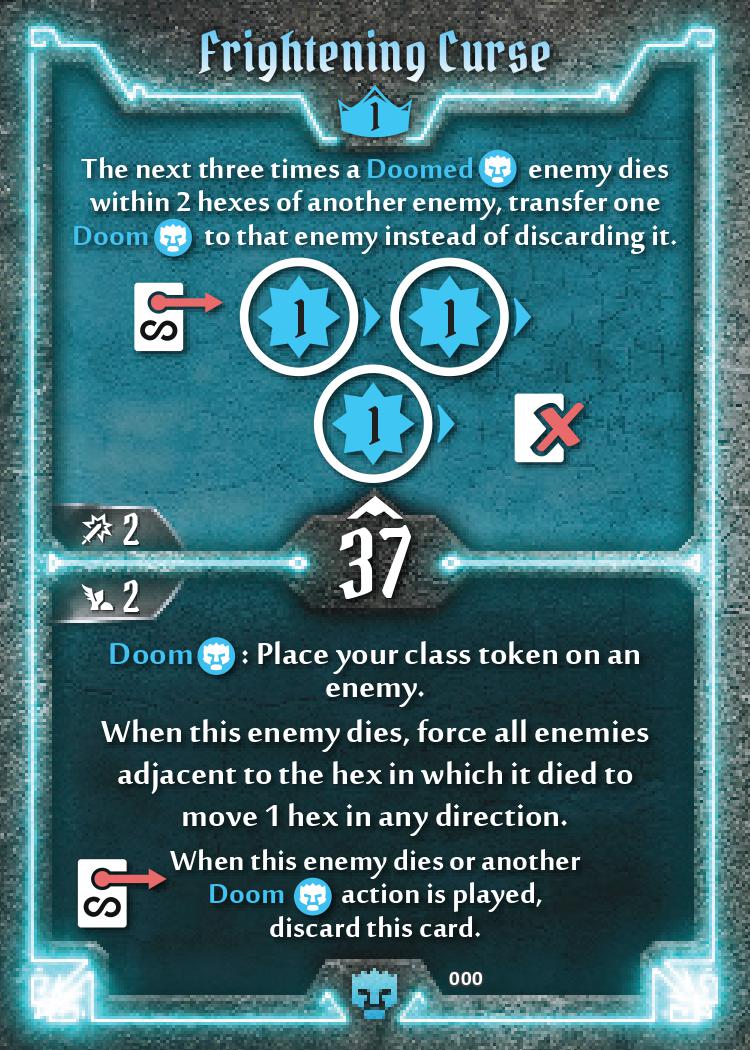 Frightening Curse
1
The next three times a Doomed enemy dies
within 2 hexes of another enemy, transfer one
Doom to that enemy instead of discarding it.
1 1
1
2
37
2
Doom : Place your class token on an
enemy.
When this enemy dies, force all enemies
adjacent to the hex in which it died to
move 1 hex in any direction.
When this enemy dies or another
Doom action is played,
discard this card.
000